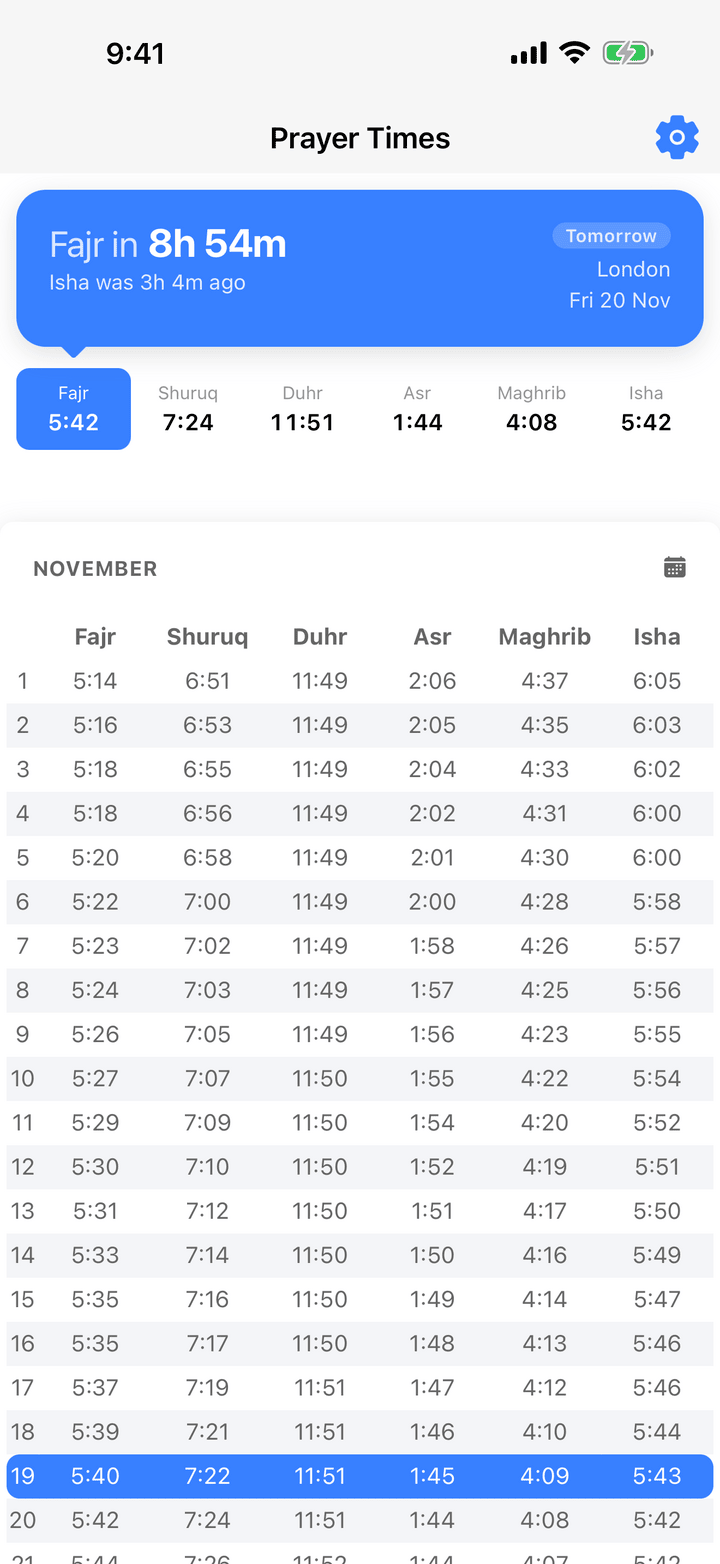 9:41
Prayer Times
Fajr in 8h 54m
Isha was 3h 4m ago
Tomorrow
London
Fri 20 Nov
Fajr Shuruq Duhr Asr Maghrib Isha
5:42 7:24 11:51 1:44 4:08 5:42
NOVEMBER
Fajr Shuruq Duhr Asr Maghrib Isha
1 5:14 6:51 11:49 2:06 4:37 6:05
2 5:16 6:53 11:49 2:05 4:35 6:03
3 5:18 6:55 11:49 2:04 4:33 6:02
4 5:18 6:56 11:49 2:02 4:31 6:00
5 5:20 6:58 11:49 2:01 4:30 6:00
6 5:22 7:00 11:49 2:00 4:28 5:58
7 5:23 7:02 11:49 1:58 4:26 5:57
8 5:24 7:03 11:49 1:57 4:25 5:56
9 5:26 7:05 11:49 1:56 4:23 5:55
10 5:27 7:07 11:50 1:55 4:22 5:54
11 5:29 7:09 11:50 1:54 4:20 5:52
12 5:30 7:10 11:50 1:52 4:19 5:51
13 5:31 7:12 11:50 1:51 4:17 5:50
14 5:33 7:14 11:50 1:50 4:16 5:49
15 5:35 7:16 11:50 1:49 4:14 5:47
16 5:35 7:17 11:50 1:48 4:13 5:46
17 5:37 7:19 11:51 1:47 4:12 5:46
18 5:39 7:21 11:51 1:46 4:10 5:44
19 5:40 7:22 11:51 1:45 4:09 5:43
20 5:42 7:24 11:51 1:44 4:08 5:42
21 5:44 7:26 11:52 1:44 4:07 5:42